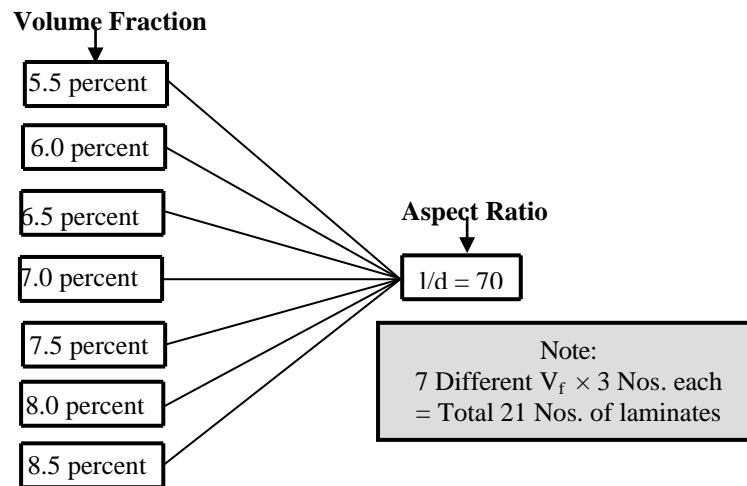 Volume Fraction
5.5 percent
6.0 percent
6.5 percent
7.0 percent
7.5 percent
8.0 percent
8.5 percent
Aspect Ratio
l/d = 70
Note:
7 Different V_f × 3 Nos. each
= Total 21 Nos. of laminates